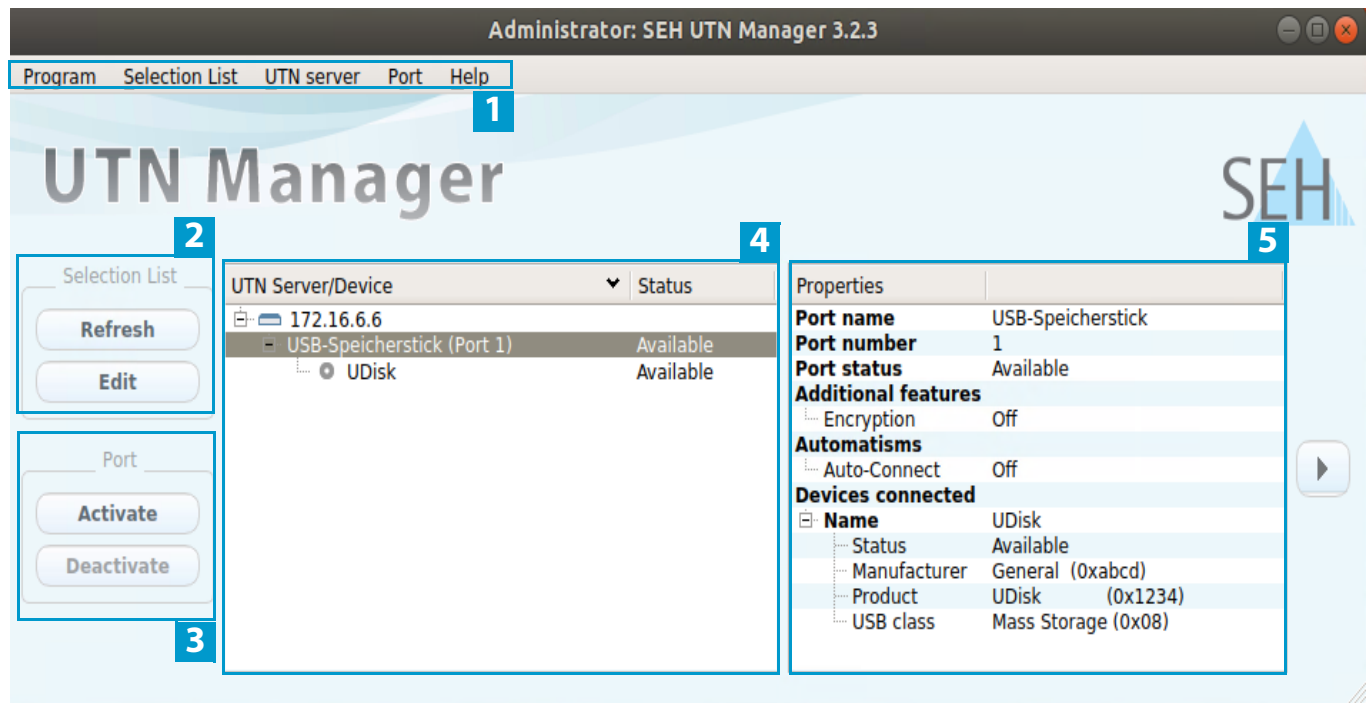 Administrator: SEH UTN Manager 3.2.3
Program Selection List UTN server Port Help
1
UTN Manager
SEH
2
Selection List
Refresh
Edit
Port
Activate
Deactivate
3
4
UTN Server/Device Status
172.16.6.6
USB-Speicherstick (Port 1) Available
UDisk Available
5
Properties
Port name USB-Speicherstick
Port number 1
Port status Available
Additional features
Encryption Off
Automatisms
Auto-Connect Off
Devices connected
Name UDisk
Status Available
Manufacturer General (0xabcd)
Product UDisk (0x1234)
USB class Mass Storage (0x08)